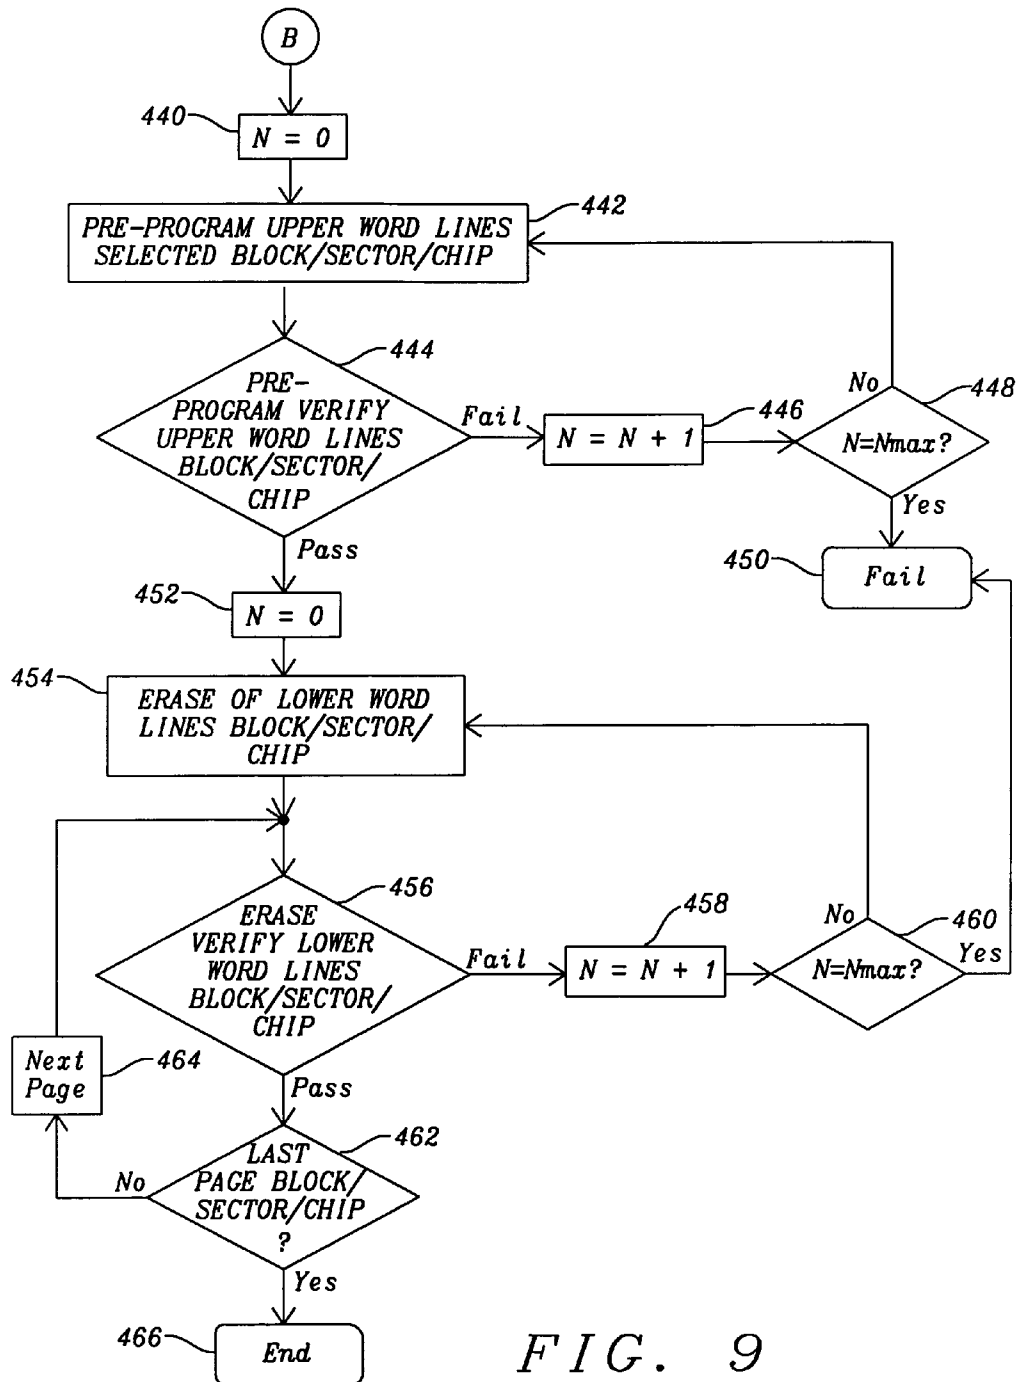 B
440
N = 0
442
PRE-PROGRAM UPPER WORD LINES
SELECTED BLOCK/SECTOR/CHIP
444
PRE-
PROGRAM VERIFY
UPPER WORD LINES
BLOCK/SECTOR/
CHIP
Fail
446
N = N + 1
No
448
N=Nmax?
Yes
Pass
450
Fail
452
N = 0
454
ERASE OF LOWER WORD
LINES BLOCK/SECTOR/
CHIP
456
ERASE
VERIFY LOWER
WORD LINES
BLOCK/SECTOR/
CHIP
Fail
458
N = N + 1
No
460
N=Nmax?
Yes
Next
Page
464
Pass
462
LAST
PAGE BLOCK/
SECTOR/CHIP
?
No
Yes
466
End
FIG. 9